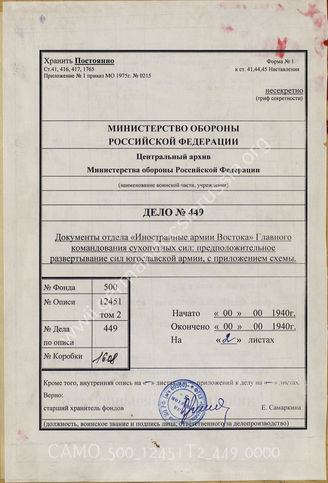 Хранить Постоянно
Форма № 1
Ст.41, 416, 417, 1765
к ст. 41,44,45 Наставления
Приложение № 1 приказ МО 1975г. № 0215
несекретно
(гриф секретности)
МИНИСТЕРСТВО ОБОРОНЫ
РОССИЙСКОЙ ФЕДЕРАЦИИ
Центральный архив
Министерства обороны Российской Федерации
(наименование воинской части, учреждения)
ДЕЛО № 449
Документы отдела «Иностранные армии Востока» Главного
командования сухопутных сил: предположительное
развертывание сил югославской армии, с приложением схемы.
№ Фонда 500
№ Описи 12451
том 2
№ Дела 449
по описи
№ Коробки
Начато « 00 » 00 1940г.
Окончено « 00 » 00 1940г.
На «2» листах
Кроме того, внутренняя опись на листах, приложений к делу на листах.
Верно:
старший хранитель фондов
Е. Самаркина
(должность, воинское звание и подпись лица, ответственного за делопроизводство)
CAMO_500_12451T2_449_0000